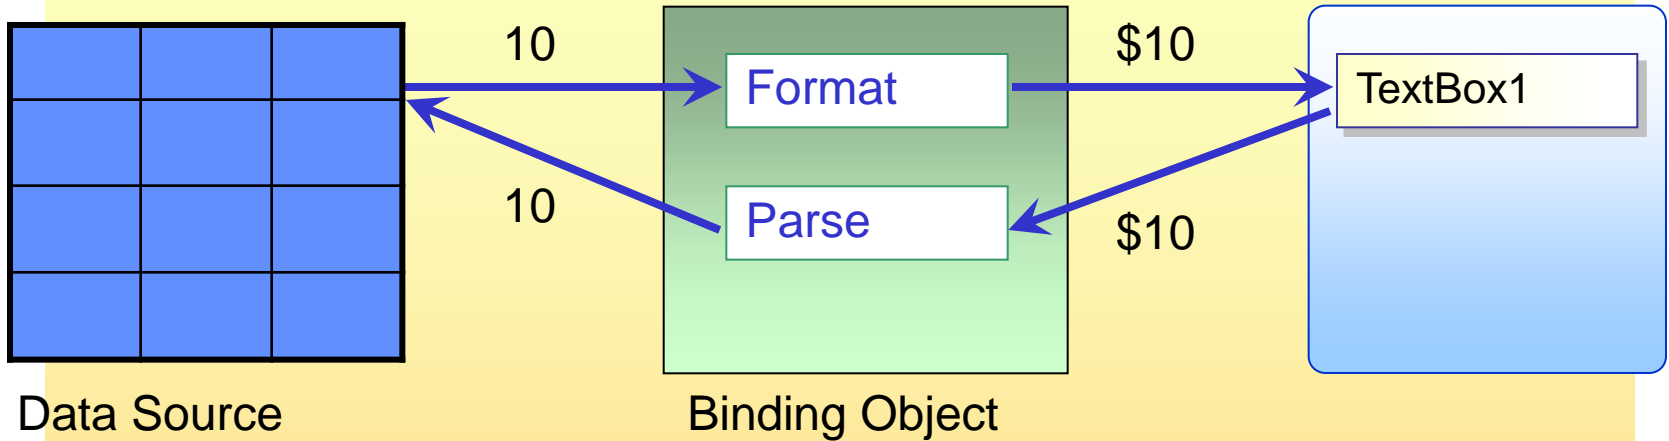 10
$10
Format
TextBox1
10
Parse
$10
Data Source
Binding Object